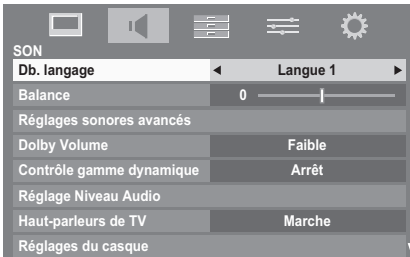 SON
Db. langage Langue 1
Balance 0
Réglages sonores avancés
Dolby Volume Faible
Contrôle gamme dynamique Arrêt
Réglage Niveau Audio
Haut-parleurs de TV Marche
Réglages du casque